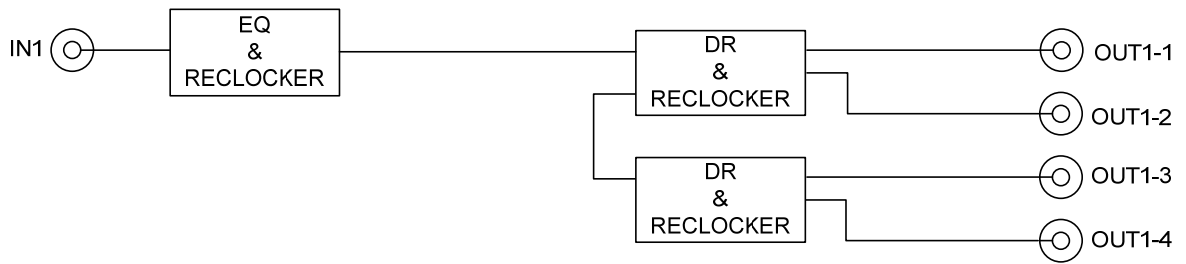 IN1
EQ
&
RECLOCKER
DR
&
RECLOCKER
OUT1-1
OUT1-2
DR
&
RECLOCKER
OUT1-3
OUT1-4